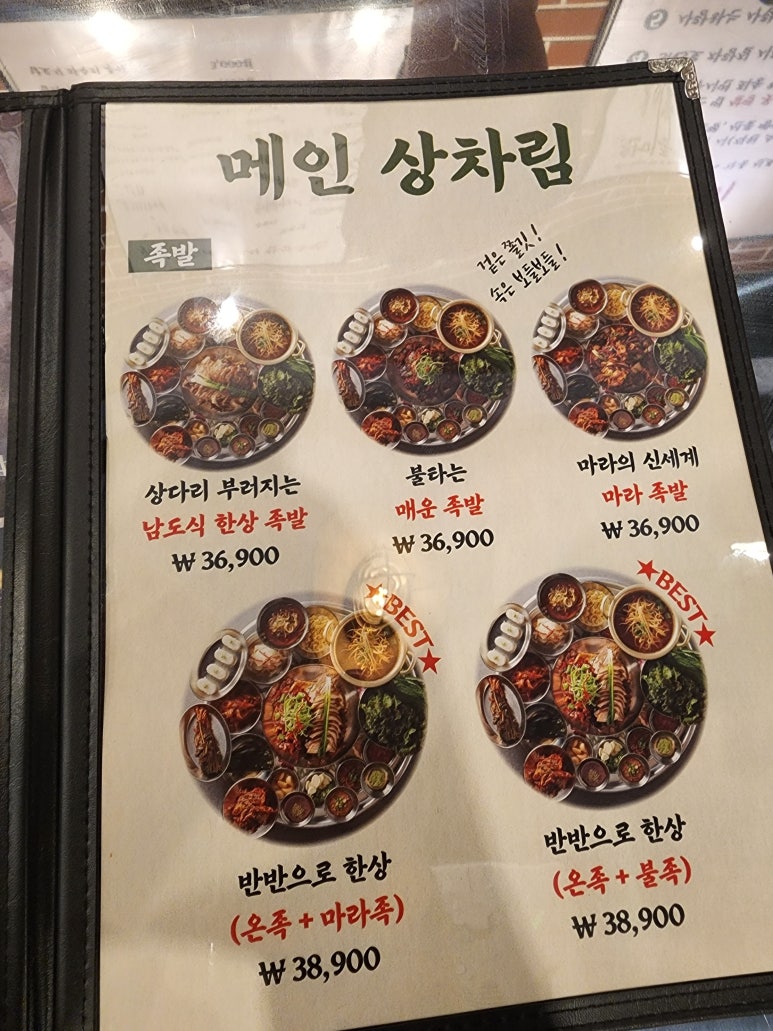 메인 상차림
족발
겉은 쫄깃!
속은 보들보들!
상다리 부러지는
남도식 한상 족발
₩ 36,900
불타는
매운 족발
₩ 36,900
마라의 신세계
마라 족발
₩ 36,900
★BEST★
반반으로 한상
(온족 + 마라족)
₩ 38,900
★BEST★
반반으로 한상
(온족 + 불족)
₩ 38,900